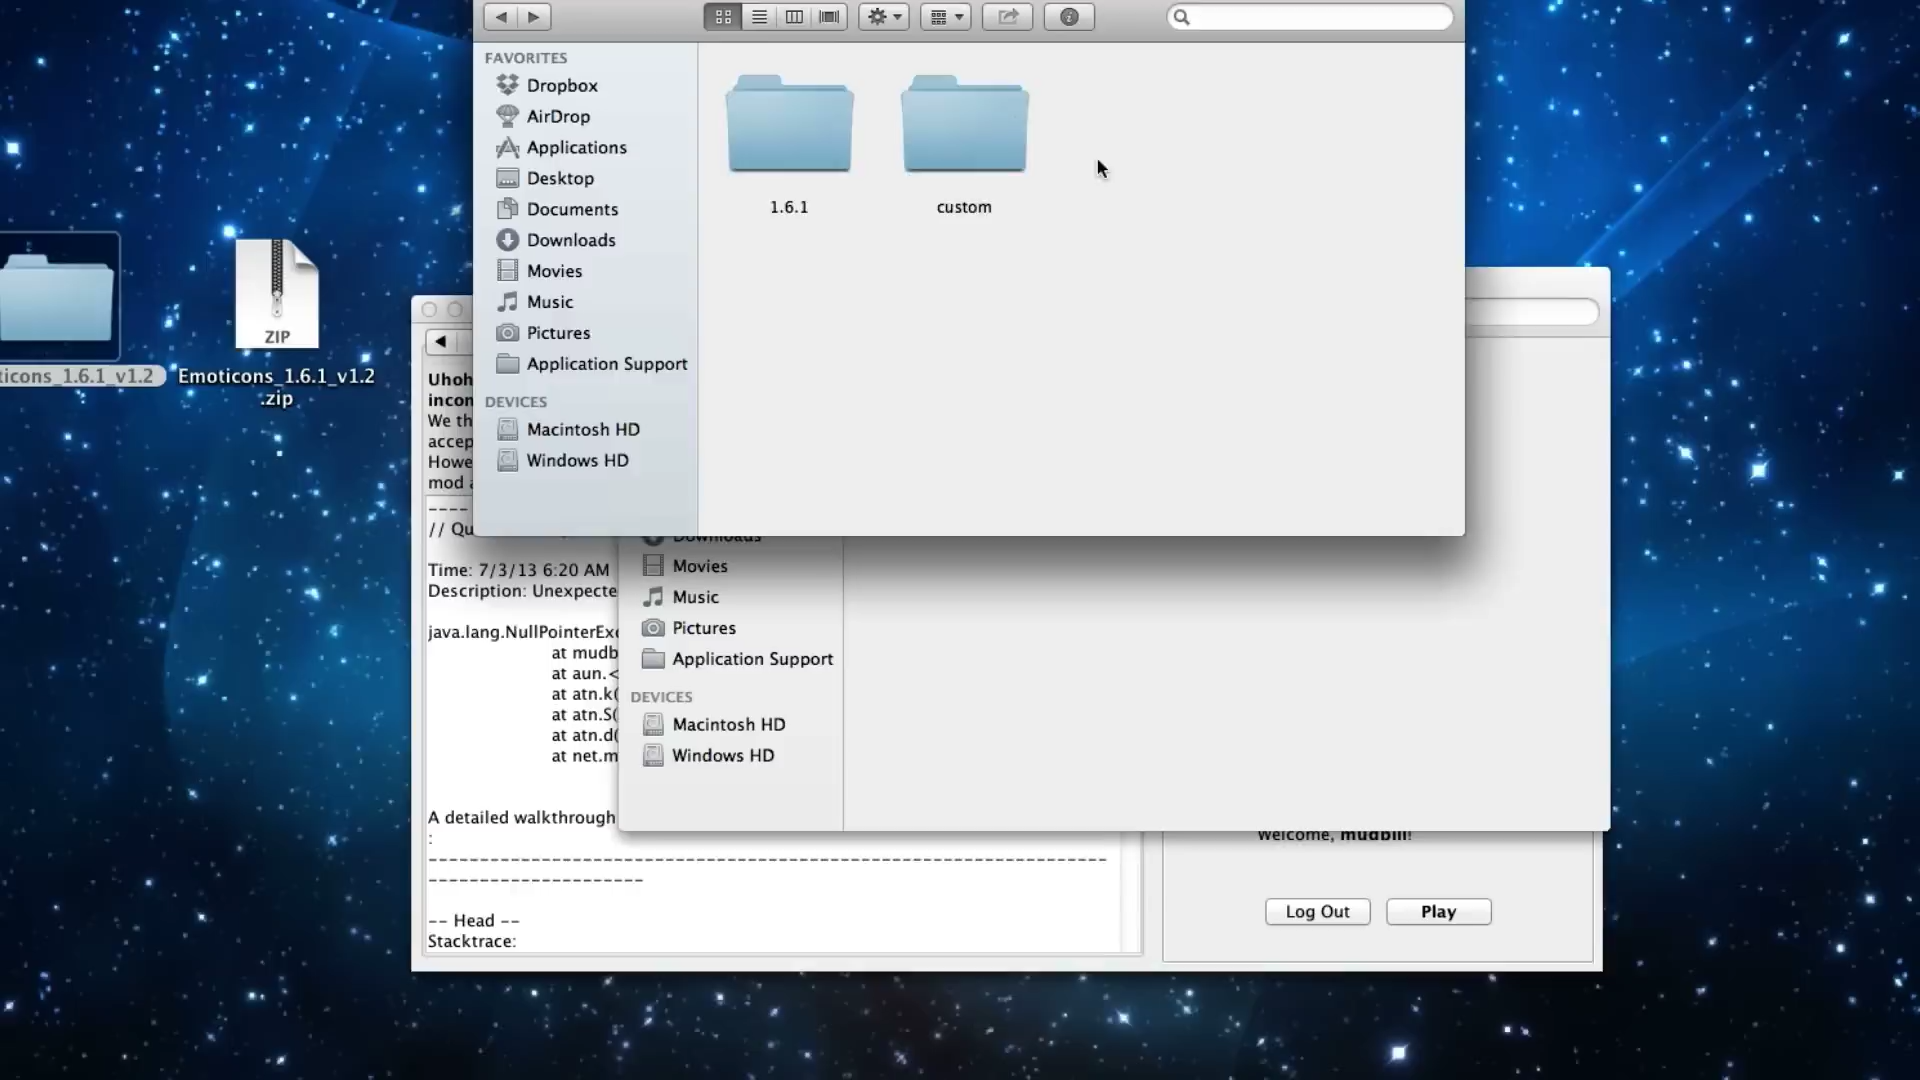 FAVORITES
Dropbox
AirDrop
Applications
Desktop
Documents
Downloads
Movies
Music
Pictures
Application Support
DEVICES
Macintosh HD
Windows HD
1.6.1
custom
ticons_1.6.1_v1.2
ZIP
Emoticons_1.6.1_v1.2
.zip
Uhoh
incon
We th
accep
Howe
mod a
----
// Qu
Time: 7/3/13 6:20 AM
Description: Unexpecte
java.lang.NullPointerExc
at mudb
at aun.<
at atn.k(
at atn.S(
at atn.d(
at net.m
A detailed walkthrough
:
-- Head --
Stacktrace:
Downloads
Movies
Music
Pictures
Application Support
DEVICES
Macintosh HD
Windows HD
Welcome, mudbill!
Log Out
Play